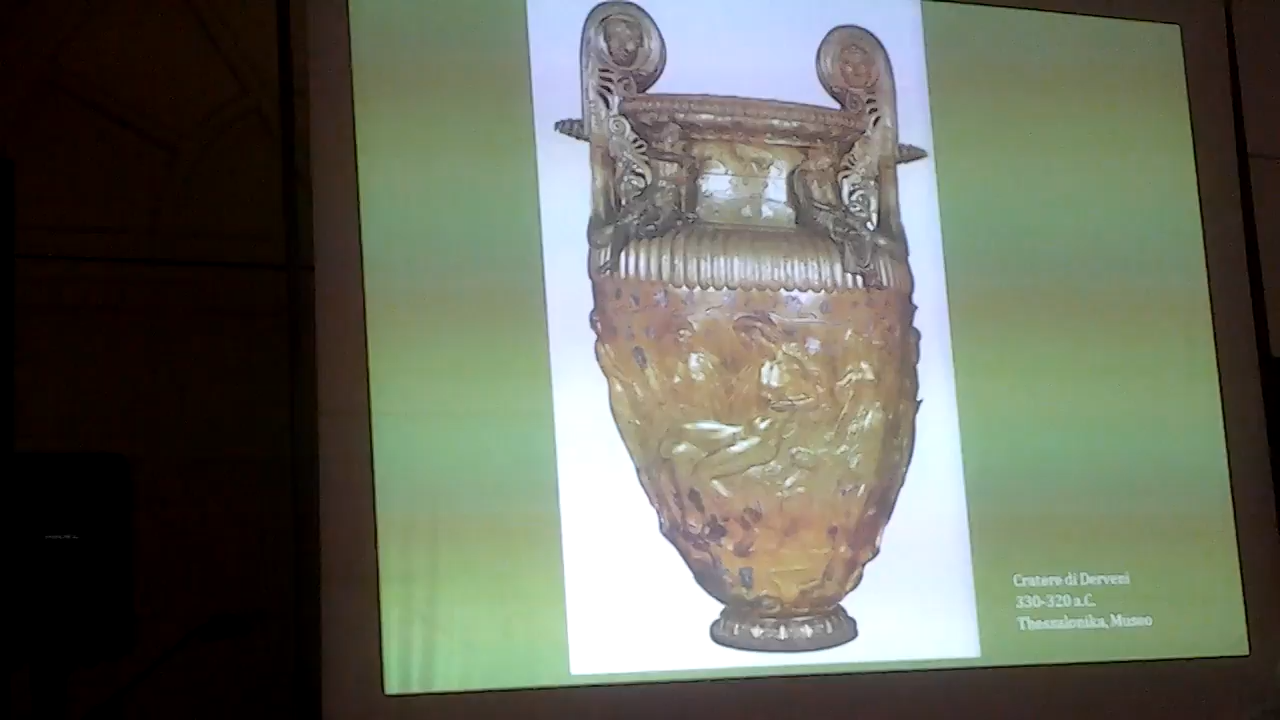 Cratere di Derveni
330-320 a.C.
Thessalonika, Museo